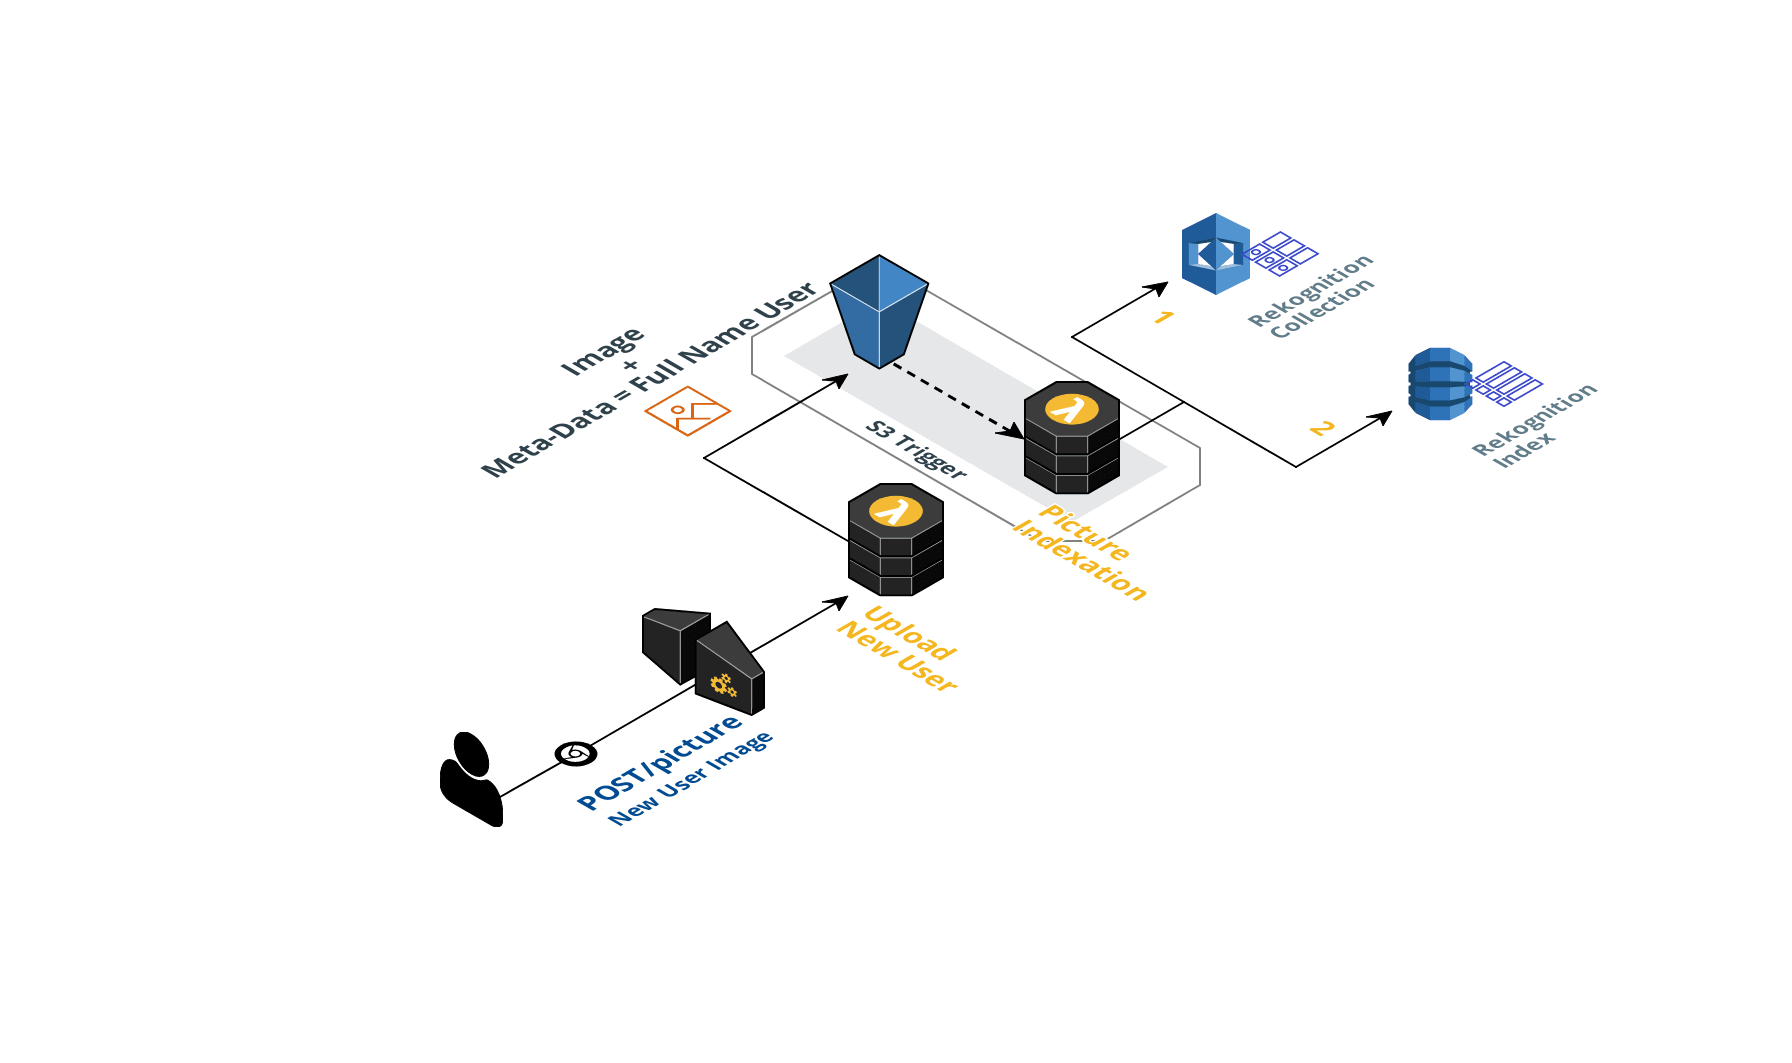 Image
+
Meta-Data = Full Name User
S3 Trigger
Picture
Indexation
1
Rekognition
Collection
2
Rekognition
Index
Upload
New User
POST/picture
New User Image